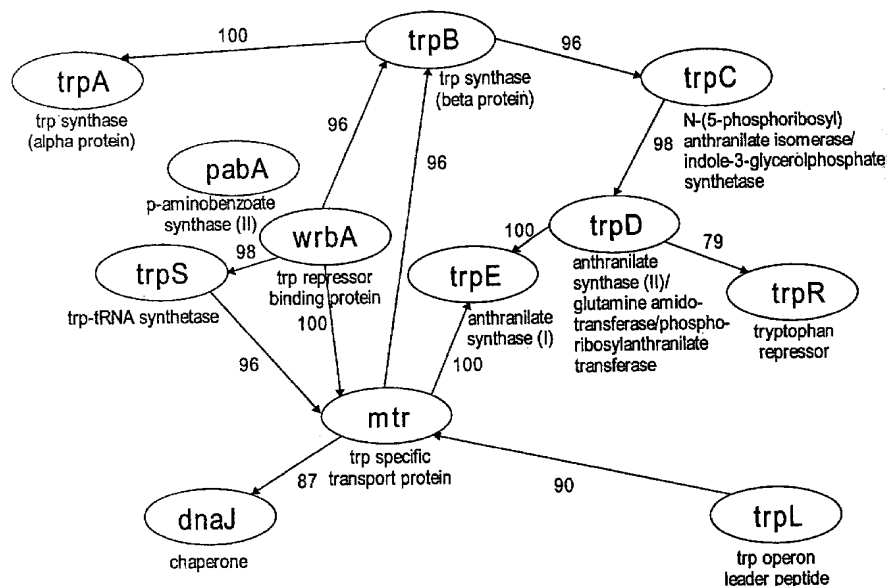 100
trpB
96
trpA
trpC
trp synthase
(beta protein)
trp synthase
(alpha protein)
N-(5-phosphoribosyl)
anthranilate isomerase/
indole-3-glycerolphosphate
synthetase
96
96
98
pabA
p-aminobenzoate
synthase (II)
wrbA
trp repressor
binding protein
98
trpS
trp-tRNA synthetase
100
trpD
79
anthranilate
synthase (II)/
glutamine amido-
transferase/phospho-
ribosylanthranilate
transferase
trpE
anthranilate
synthase (I)
trpR
tryptophan
repressor
100
96
100
mtr
trp specific
transport protein
87
90
dnaJ
chaperone
trpL
trp operon
leader peptide